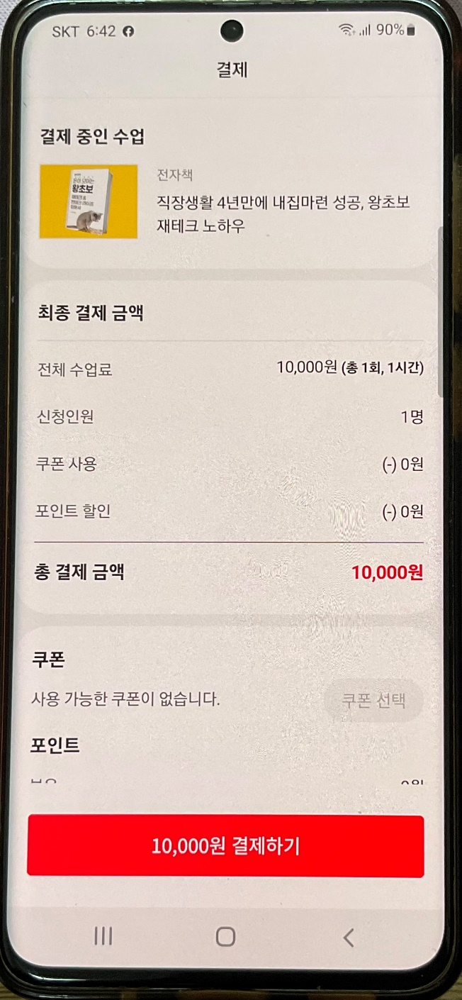 SKT 6:42
90%
결제
결제 중인 수업
왕초보
전자책
직장생활 4년만에 내집마련 성공, 왕초보
재테크 노하우
최종 결제 금액
전체 수업료 10,000원 (총 1회, 1시간)
신청인원 1명
쿠폰 사용 (-) 0원
포인트 할인 (-) 0원
총 결제 금액 10,000원
쿠폰
사용 가능한 쿠폰이 없습니다. 쿠폰 선택
포인트
10,000원 결제하기